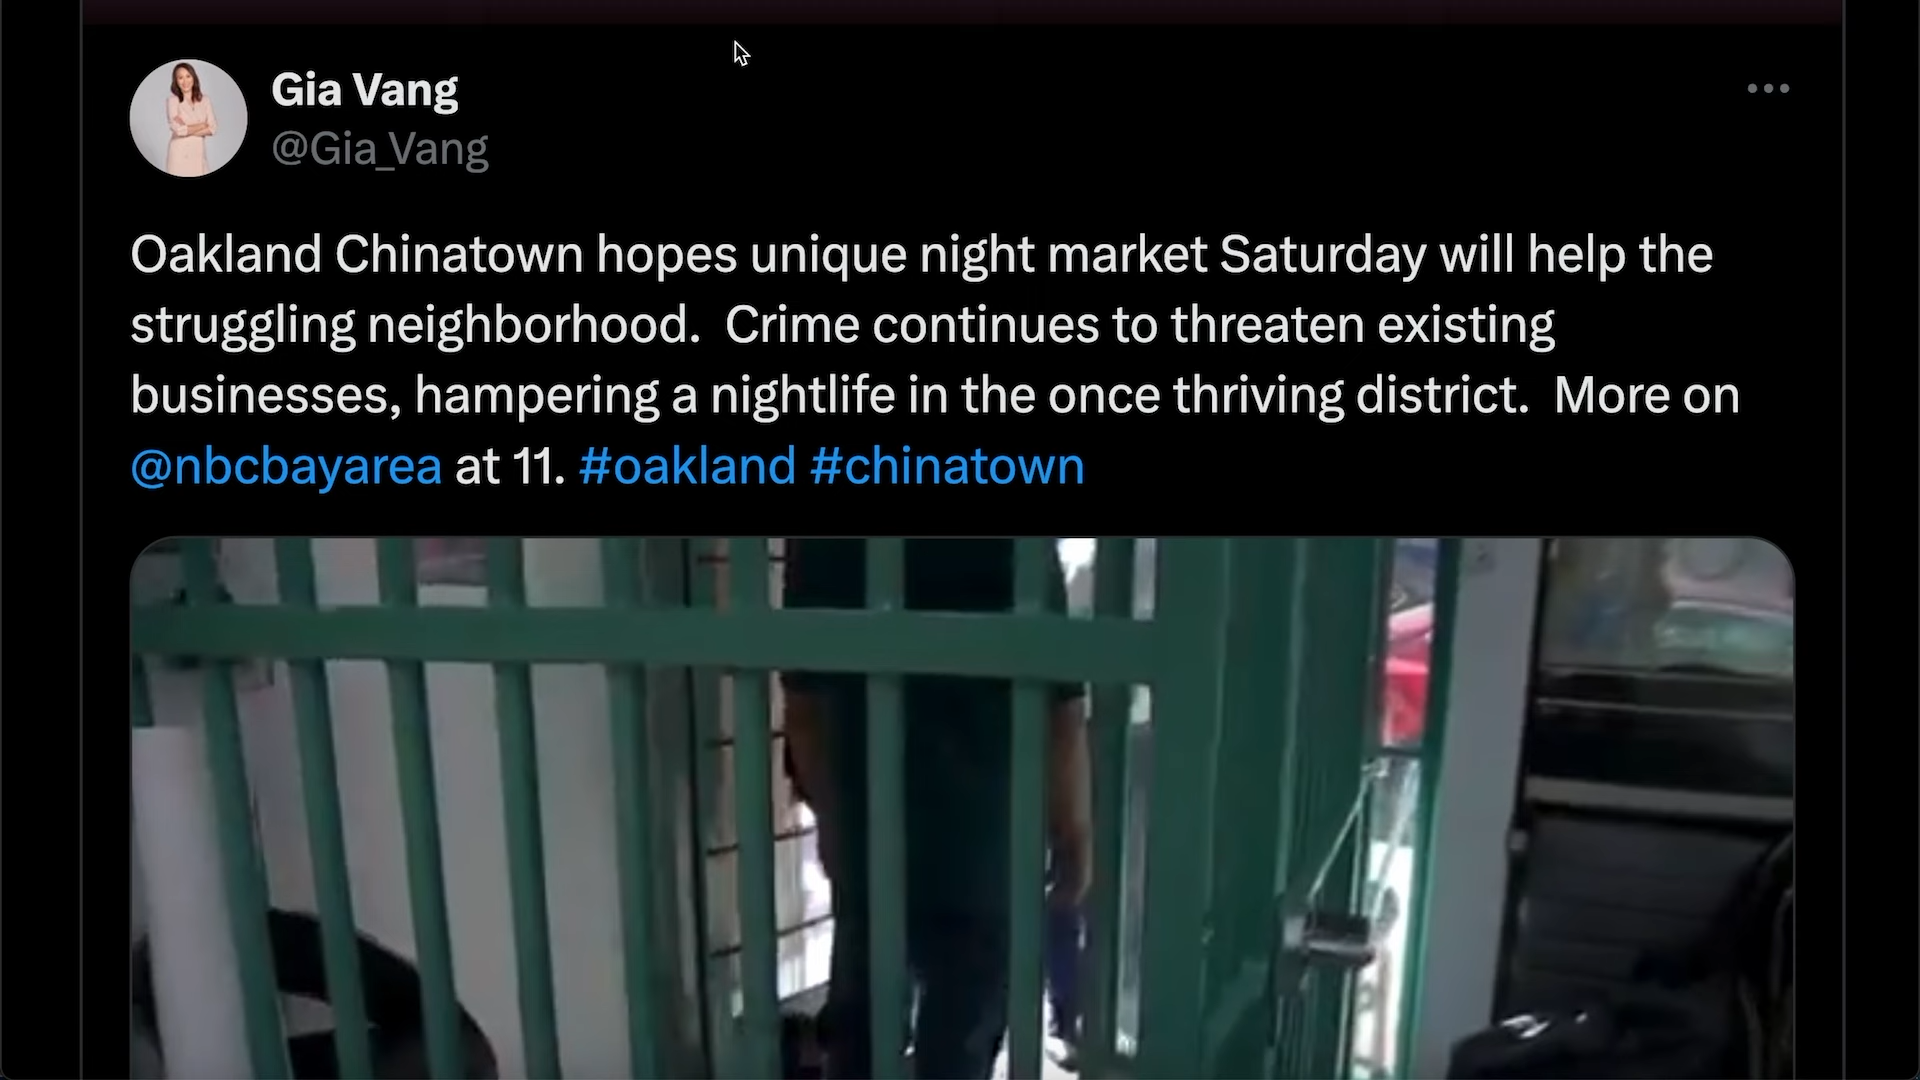 Gia Vang
@Gia_Vang
Oakland Chinatown hopes unique night market Saturday will help the
struggling neighborhood.  Crime continues to threaten existing
businesses, hampering a nightlife in the once thriving district.  More on
@nbcbayarea at 11. #oakland #chinatown